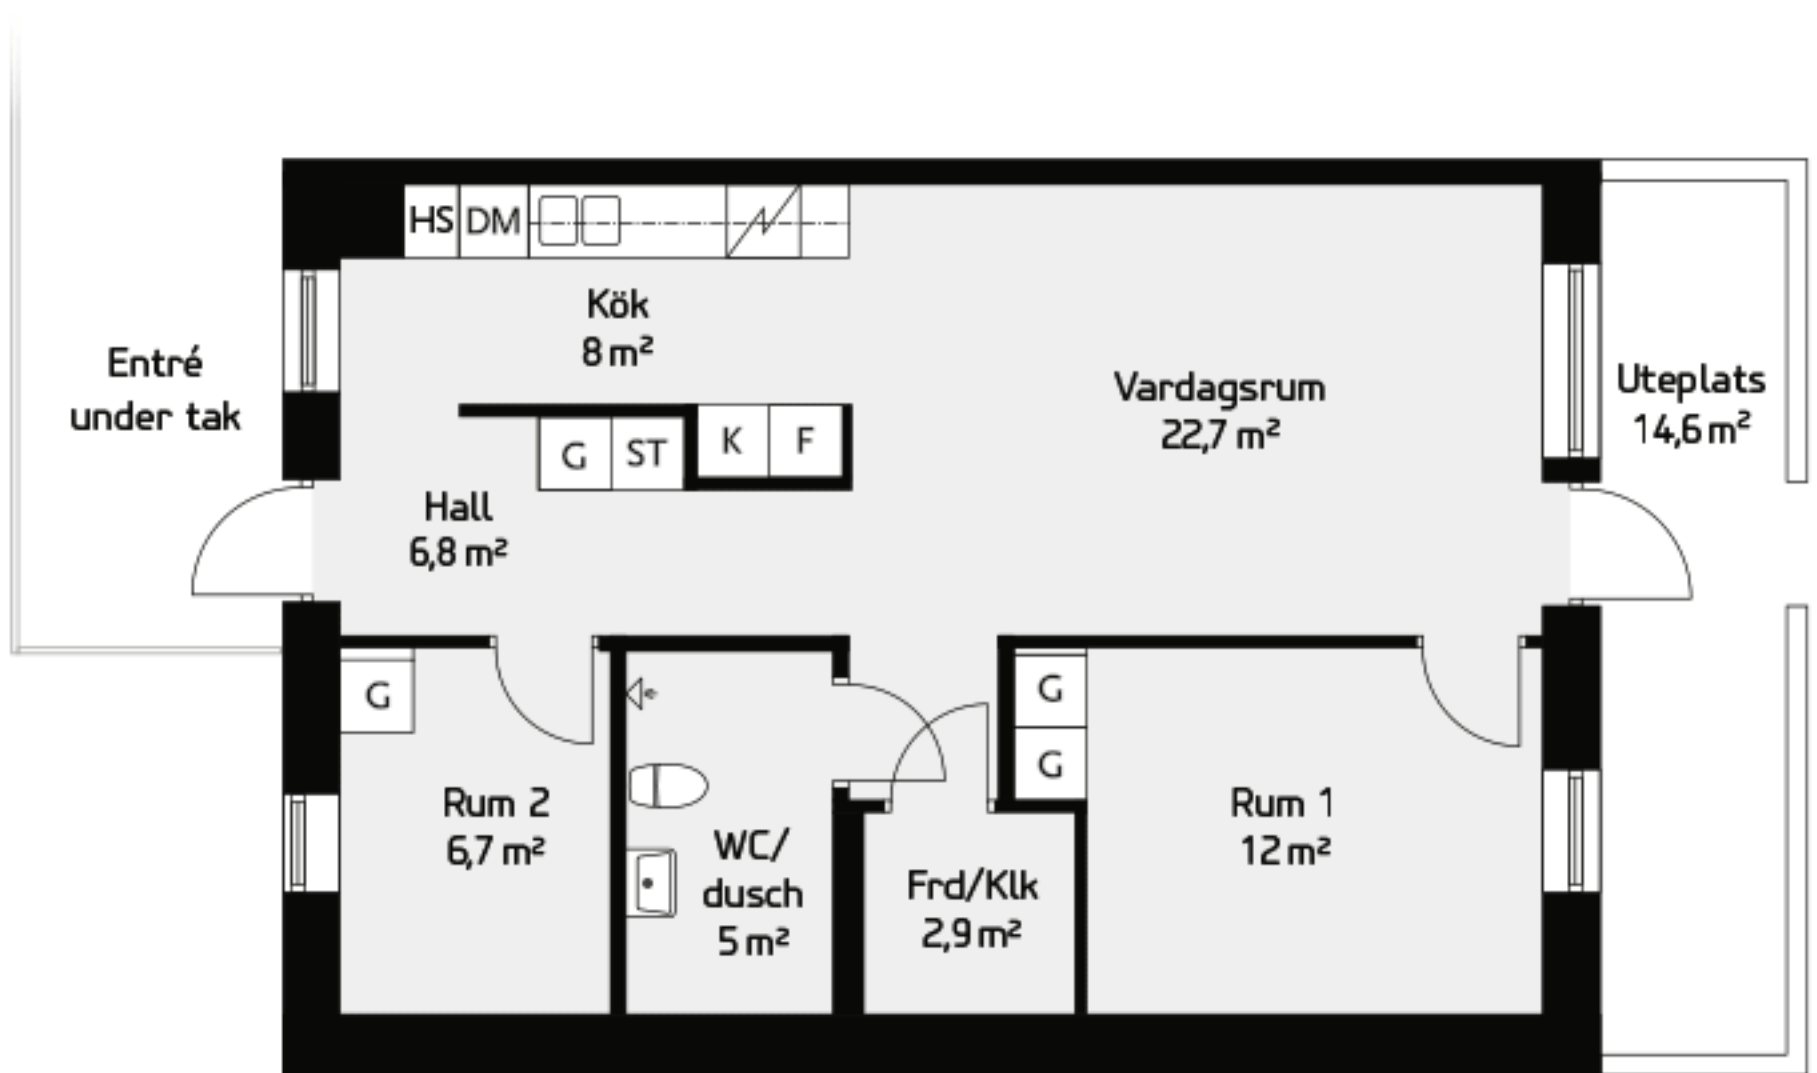 HS
DM
Kök
8 m²
Entré
under tak
Vardagsrum
22,7 m²
Uteplats
14,6 m²
G
ST
K
F
Hall
6,8 m²
G
G
G
Rum 2
6,7 m²
WC/
dusch
5 m²
Frd/Klk
2,9 m²
Rum 1
12 m²